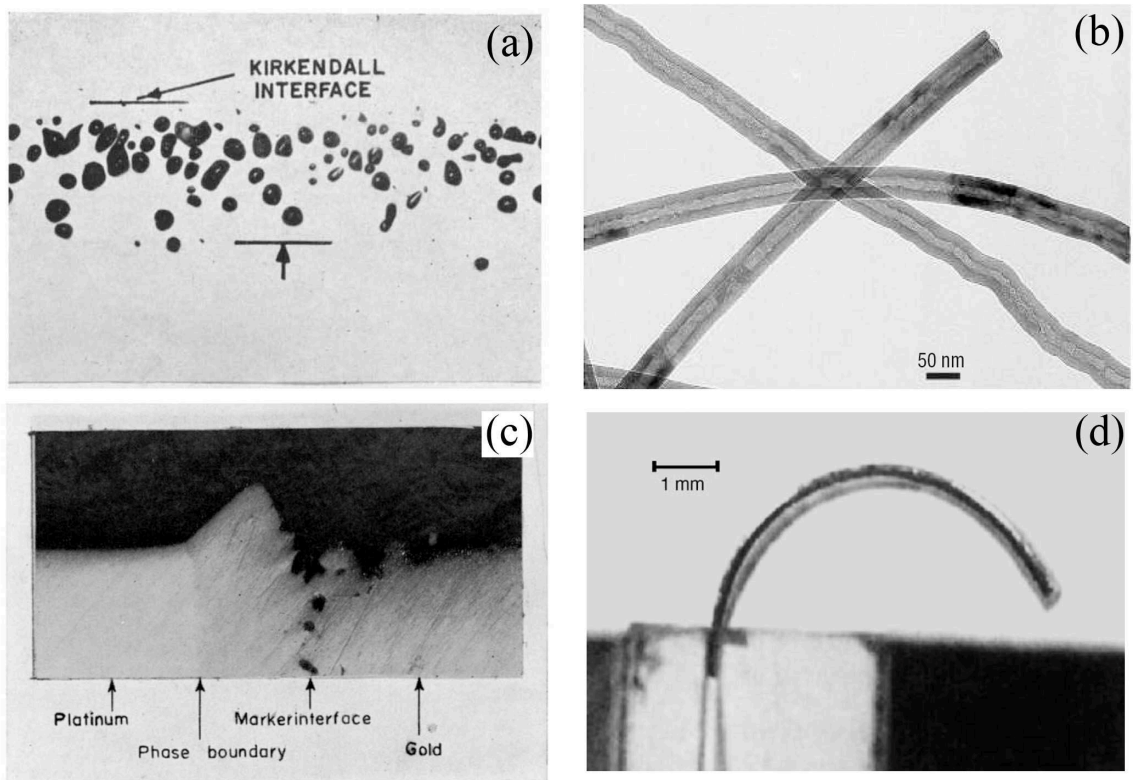 (a)
KIRKENDALL
INTERFACE
(b)
50 nm
(c)
Platinum
Phase boundary
Markerinterface
Gold
(d)
1 mm